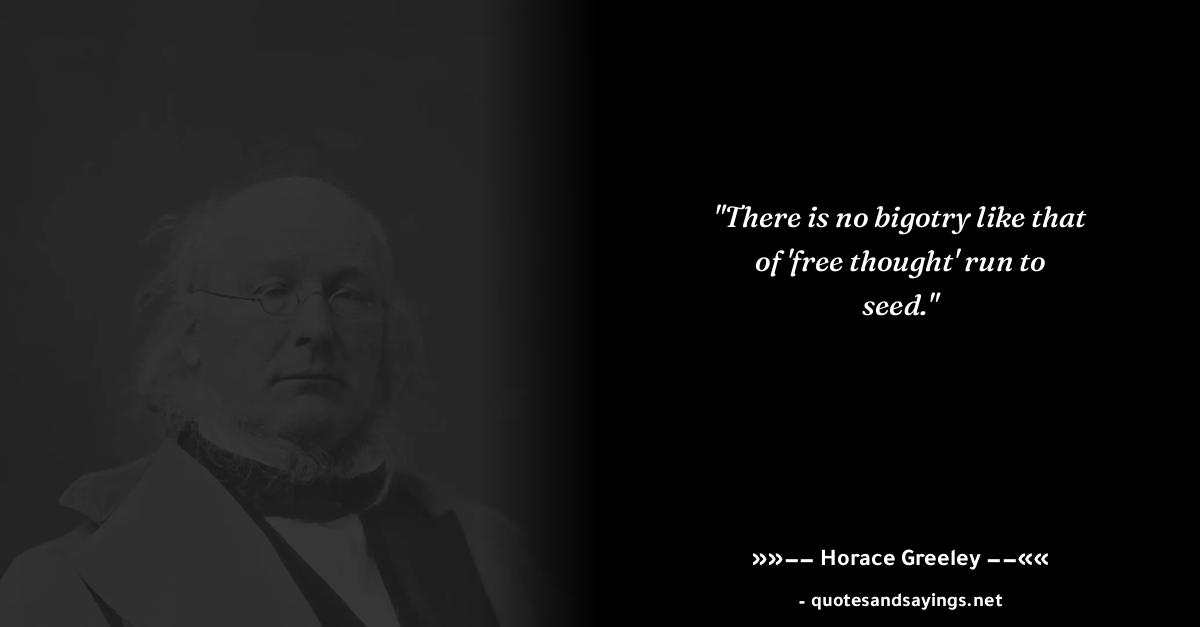 "There is no bigotry like that
of 'free thought' run to
seed."
»»–– Horace Greeley ––««
- quotesandsayings.net